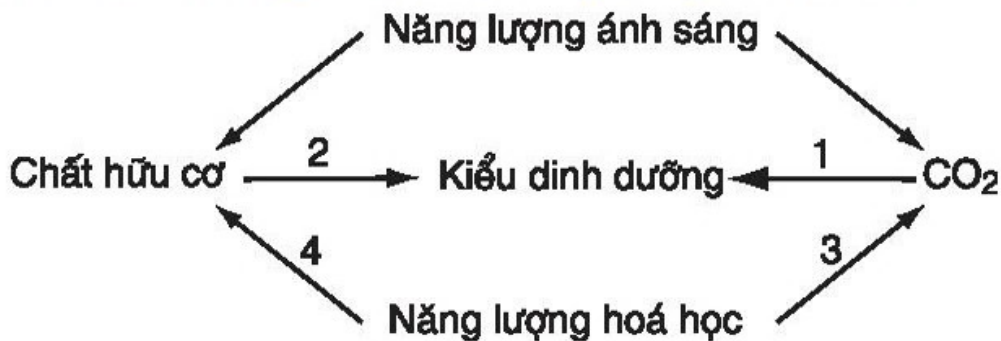 Năng lượng ánh sáng
Chất hữu cơ 2 Kiểu dinh dưỡng 1 CO₂
4 3
Năng lượng hoá học